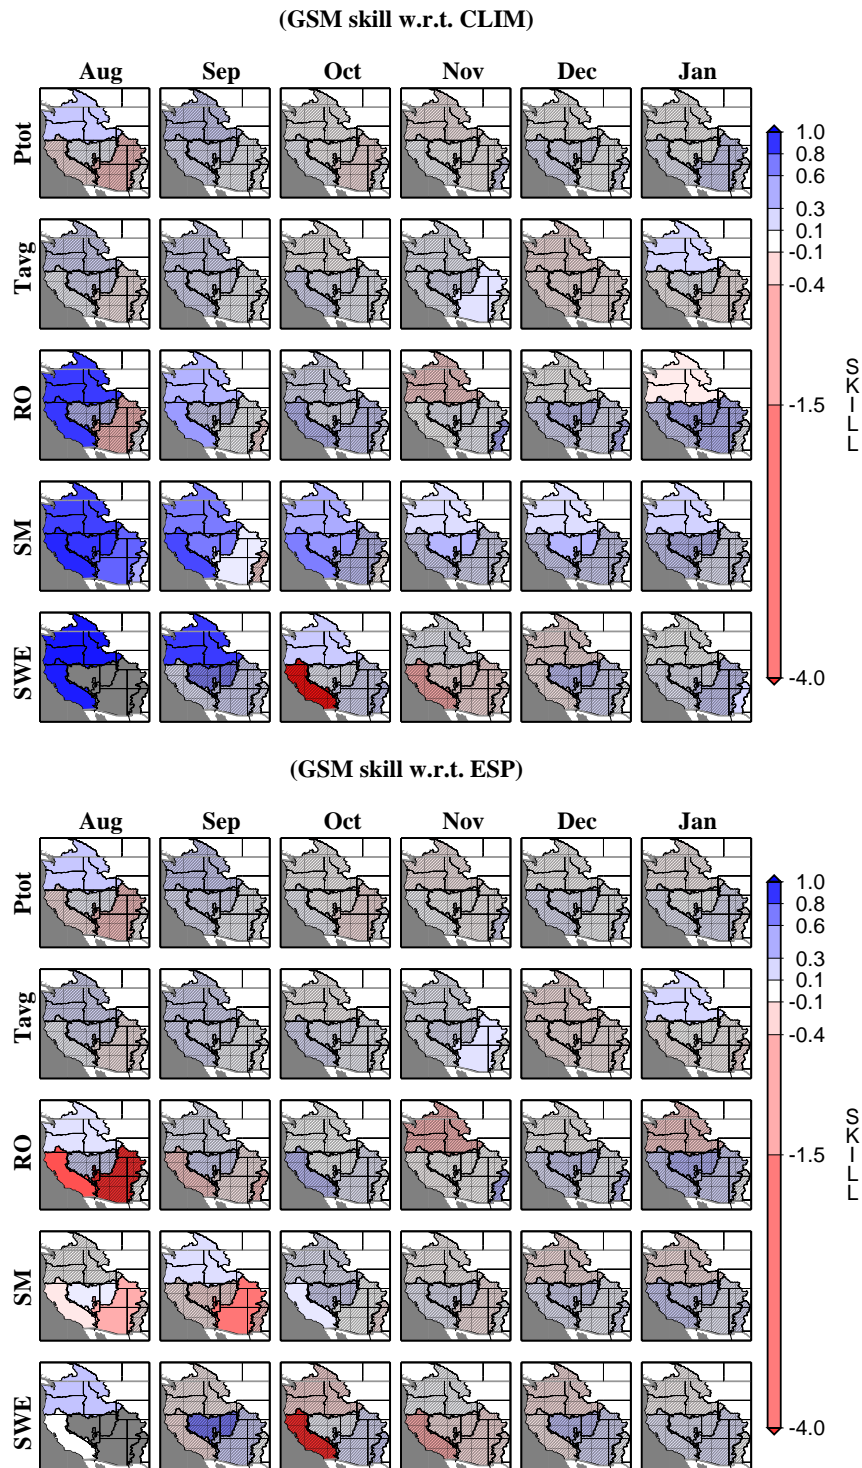 (GSM skill w.r.t. CLIM)
Aug Sep Oct Nov Dec Jan
Ptot
Tavg
RO
SM
SWE
1.0
0.8
0.6
0.3
0.1
-0.1
-0.4
-1.5
-4.0
SKILL
(GSM skill w.r.t. ESP)
Aug Sep Oct Nov Dec Jan
Ptot
Tavg
RO
SM
SWE
1.0
0.8
0.6
0.3
0.1
-0.1
-0.4
-1.5
-4.0
SKILL